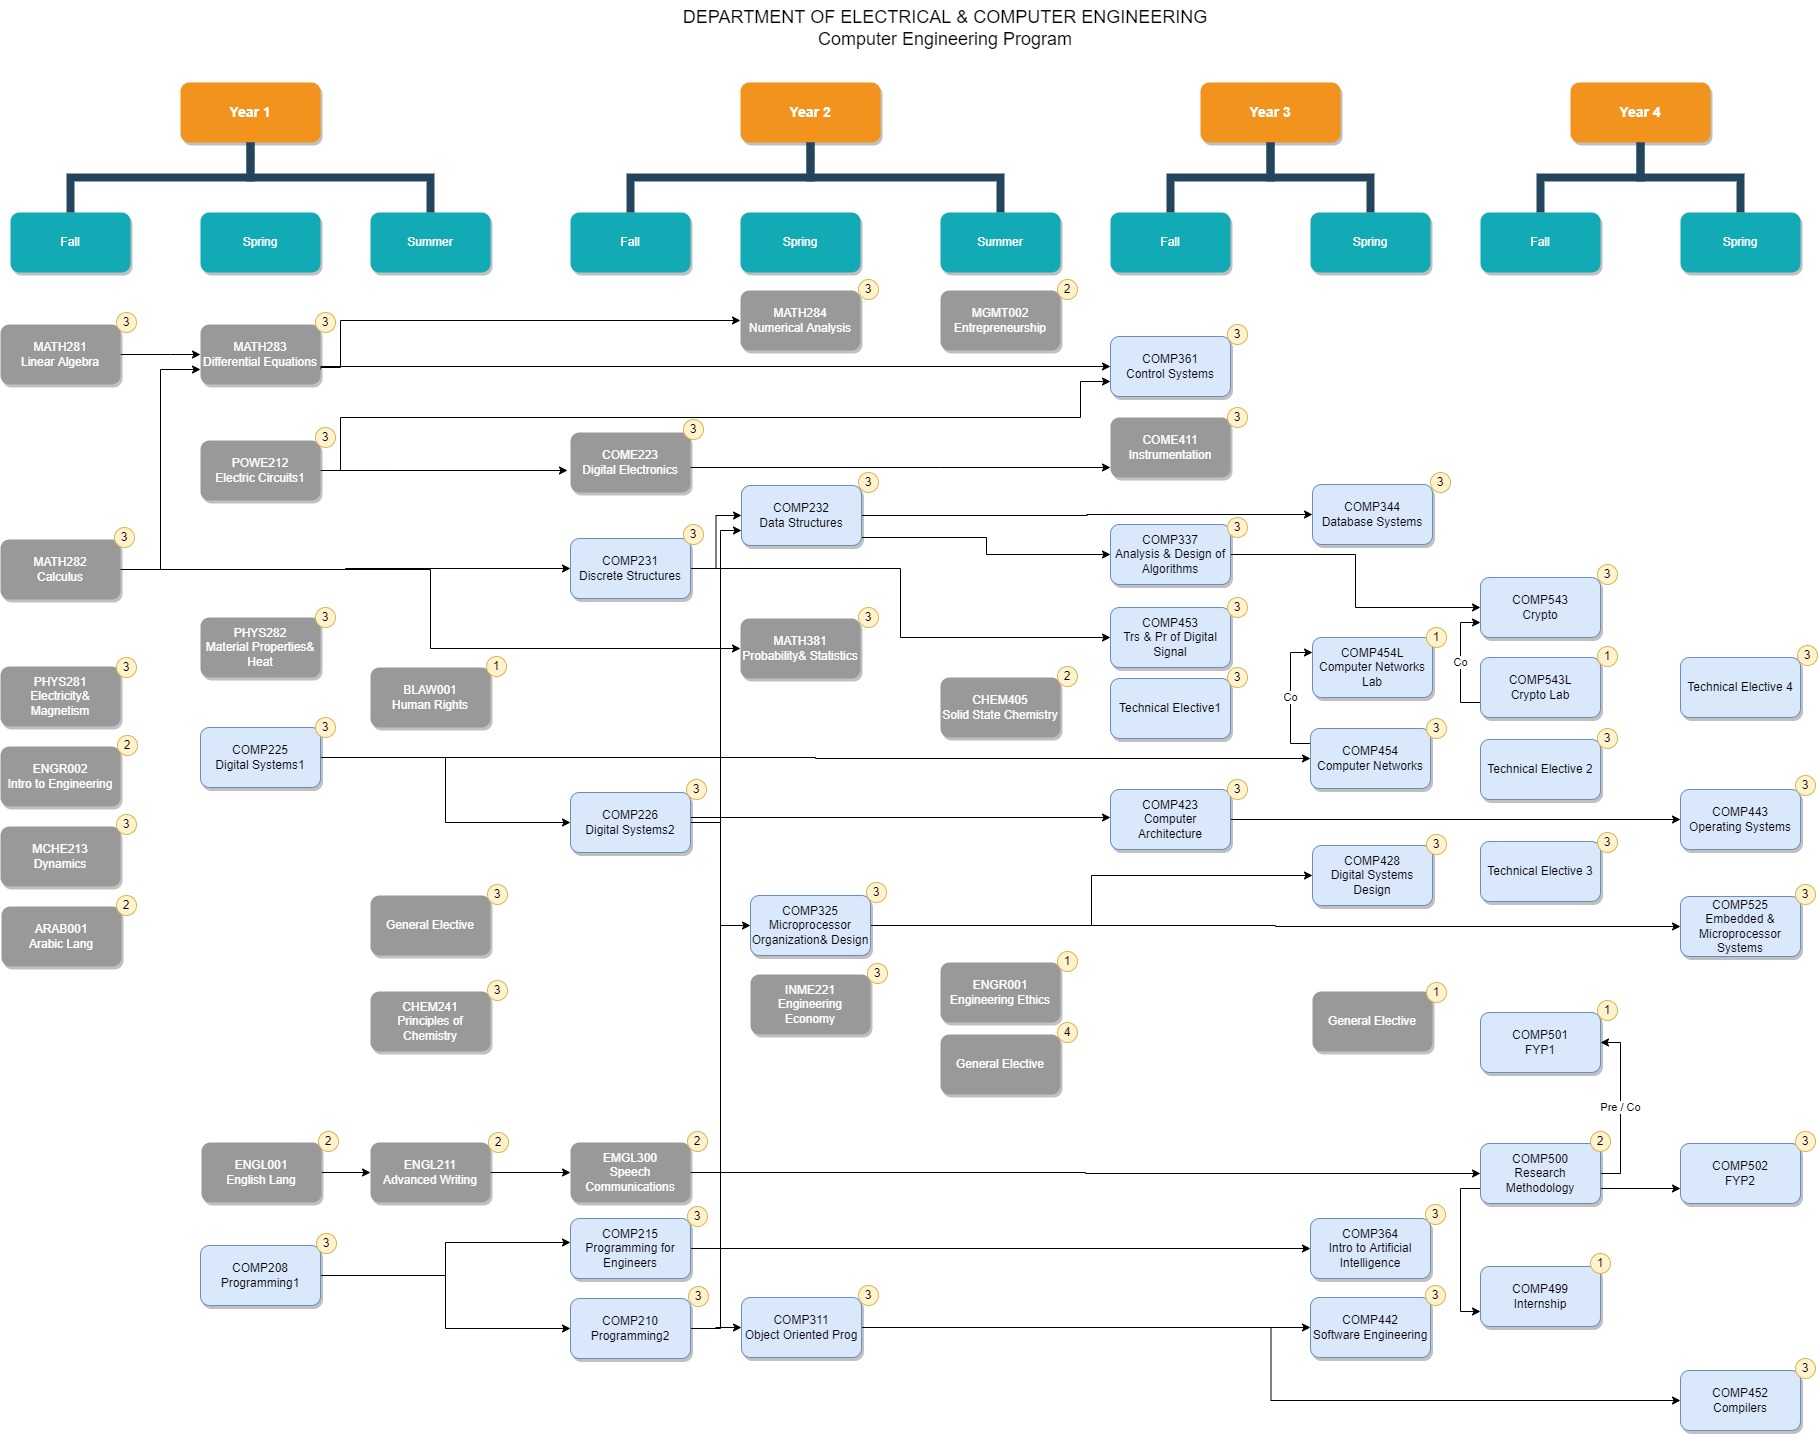 DEPARTMENT OF ELECTRICAL & COMPUTER ENGINEERING
Computer Engineering Program
Year 1
Year 2
Year 3
Year 4
Fall
Spring
Summer
Fall
Spring
Summer
Fall
Spring
Fall
Spring
3
MATH281
Linear Algebra
3
MATH282
Calculus
3
PHYS281
Electricity&
Magnetism
2
ENGR002
Intro to Engineering
3
MCHE213
Dynamics
2
ARAB001
Arabic Lang
3
MATH283
Differential Equations
3
POWE212
Electric Circuits1
3
PHYS282
Material Properties&
Heat
3
COMP225
Digital Systems1
2
ENGL001
English Lang
3
COMP208
Programming1
1
BLAW001
Human Rights
3
General Elective
3
CHEM241
Principles of
Chemistry
2
ENGL211
Advanced Writing
3
COME223
Digital Electronics
3
COMP231
Discrete Structures
3
COMP226
Digital Systems2
2
EMGL300
Speech
Communications
3
COMP215
Programming for
Engineers
3
COMP210
Programming2
3
MATH284
Numerical Analysis
3
COMP232
Data Structures
3
MATH381
Probability& Statistics
3
COMP325
Microprocessor
Organization& Design
3
INME221
Engineering
Economy
3
COMP311
Object Oriented Prog
2
MGMT002
Entrepreneurship
2
CHEM405
Solid State Chemistry
1
ENGR001
Engineering Ethics
4
General Elective
3
COMP361
Control Systems
3
COME411
Instrumentation
3
COMP337
Analysis & Design of
Algorithms
3
COMP453
Trs & Pr of Digital
Signal
3
Technical Elective1
3
COMP423
Computer
Architecture
3
COMP344
Database Systems
1
COMP454L
Computer Networks
Lab
Co
3
COMP454
Computer Networks
3
COMP428
Digital Systems
Design
1
General Elective
3
COMP364
Intro to Artificial
Intelligence
3
COMP442
Software Engineering
3
COMP543
Crypto
Co
1
COMP543L
Crypto Lab
3
Technical Elective 2
3
Technical Elective 3
1
COMP501
FYP1
Pre / Co
2
COMP500
Research
Methodology
1
COMP499
Internship
3
Technical Elective 4
3
COMP443
Operating Systems
3
COMP525
Embedded &
Microprocessor
Systems
3
COMP502
FYP2
3
COMP452
Compilers